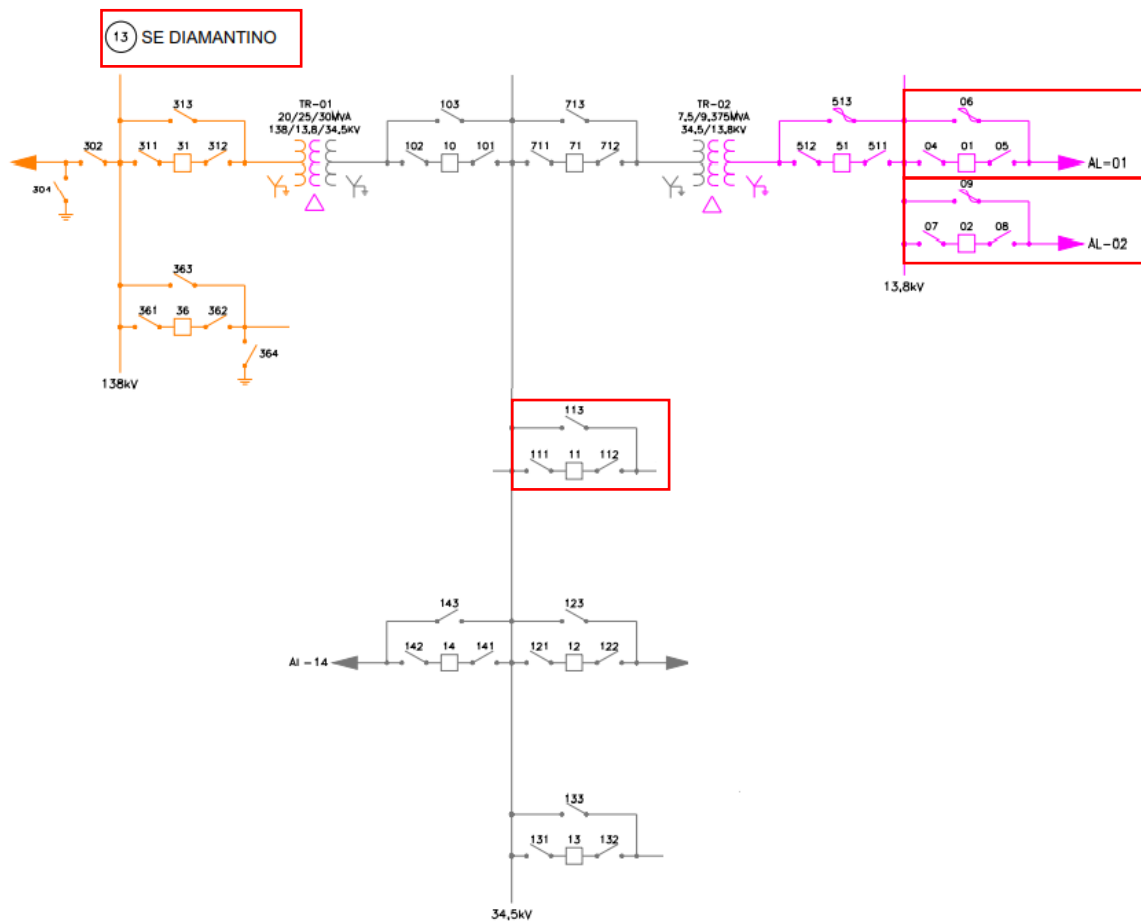 13 SE DIAMANTINO
313
302
311 31 312
304
TR-01
20/25/30MVA
138/13,8/34,5KV
103
102 10 101
713
711 71 712
TR-02
7,5/9,375MVA
34,5/13,8KV
513
512 51 511
06
04 01 05
AL-01
09
07 02 08
AL-02
13,8kV
363
361 36 362
364
138kV
113
111 11 112
143
142 14 141
Al-14
123
121 12 122
133
131 13 132
34,5kV